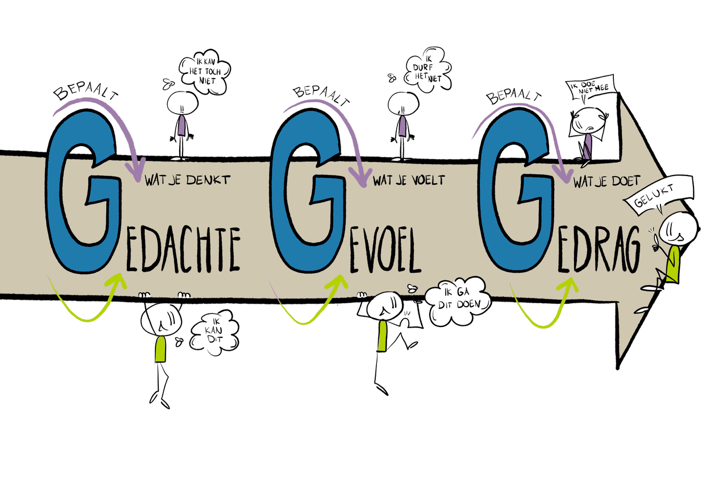 IK KAN
HET TOCH
NIET
BEPAALT
WAT JE DENKT
GEDACHTE
IK
KAN
DIT
IK
DURF
HET NIET
BEPAALT
WAT JE VOELT
GEVOEL
IK GA
DIT DOEN
IK DOE
NIET MEE
BEPAALT
WAT JE DOET
GEDRAG
GELUKT